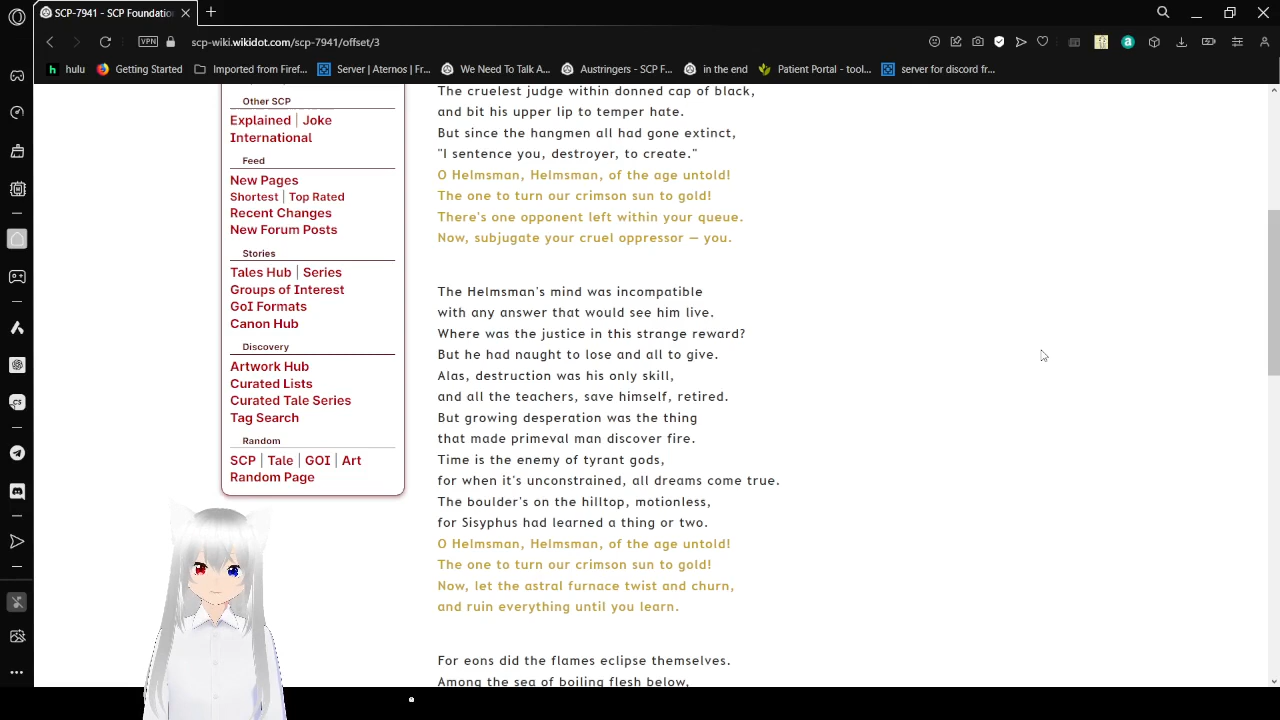 SCP-7941 - SCP Foundatio
scp-wiki.wikidot.com/scp-7941/offset/3
VPN
hulu
Getting Started
Imported from Firef...
Server | Aternos | Fr...
We Need To Talk A...
Austringers - SCP F...
in the end
Patient Portal - tool...
server for discord fr...
Other SCP
Explained | Joke
International
Feed
New Pages
Shortest | Top Rated
Recent Changes
New Forum Posts
Stories
Tales Hub | Series
Groups of Interest
GoI Formats
Canon Hub
Discovery
Artwork Hub
Curated Lists
Curated Tale Series
Tag Search
Random
SCP | Tale | GOI | Art
Random Page
The cruelest judge within donned cap of black,
and bit his upper lip to temper hate.
But since the hangmen all had gone extinct,
"I sentence you, destroyer, to create."
O Helmsman, Helmsman, of the age untold!
The one to turn our crimson sun to gold!
There's one opponent left within your queue.
Now, subjugate your cruel oppressor — you.
The Helmsman's mind was incompatible
with any answer that would see him live.
Where was the justice in this strange reward?
But he had naught to lose and all to give.
Alas, destruction was his only skill,
and all the teachers, save himself, retired.
But growing desperation was the thing
that made primeval man discover fire.
Time is the enemy of tyrant gods,
for when it's unconstrained, all dreams come true.
The boulder's on the hilltop, motionless,
for Sisyphus had learned a thing or two.
O Helmsman, Helmsman, of the age untold!
The one to turn our crimson sun to gold!
Now, let the astral furnace twist and churn,
and ruin everything until you learn.
For eons did the flames eclipse themselves.
Among the sea of boiling flesh below,